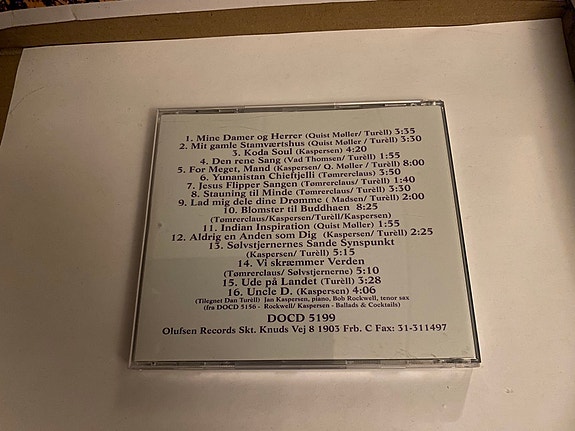 1. Mine Damer og Herrer (Quist Møller/ Turèll) 3:35
2. Mit gamle Stamværtshus (Quist Møller/ Turèll) 3:30
3. Koda Soul (Kaspersen) 4:20
4. Den rene Sang (Vad Thomsen/ Turèll) 1:55
5. For Meget, Mand (Kaspersen/ Q. Møller / Turèll) 8:00
6. Yunanistan Chieftjelli (Tømrerclaus) 3:50
7. Jesus Flipper Sangen (Tømrerclaus/ Turèll) 1:40
8. Stauning til Minde (Tømrerclaus/ Turèll) 3:30
9. Lad mig dele dine Drømme ( Madsen/ Turèll) 2:00
10. Blomster til Buddhaen 8:25
(Tømrerclaus/Kaspersen/Turèll/Kaspersen)
11. Indian Inspiration (Quist Møller) 1:55
12. Aldrig en Anden som Dig (Kaspersen/ Turèll) 2:25
13. Sølvstjernernes Sande Synspunkt
(Kaspersen/ Turèll) 5:15
14. Vi skræmmer Verden
(Tømrerclaus/ Sølvstjernerne) 5:10
15. Ude på Landet (Turèll) 3:28
16. Uncle D. (Kaspersen) 4:06
(Tilegnet Dan Turèll) Jan Kaspersen, piano, Bob Rockwell, tenor sax
(fra DOCD 5156 - Rockwell/ Kaspersen - Ballads & Cocktails)
DOCD 5199
Olufsen Records Skt. Knuds Vej 8 1903 Frb. C Fax: 31-311497